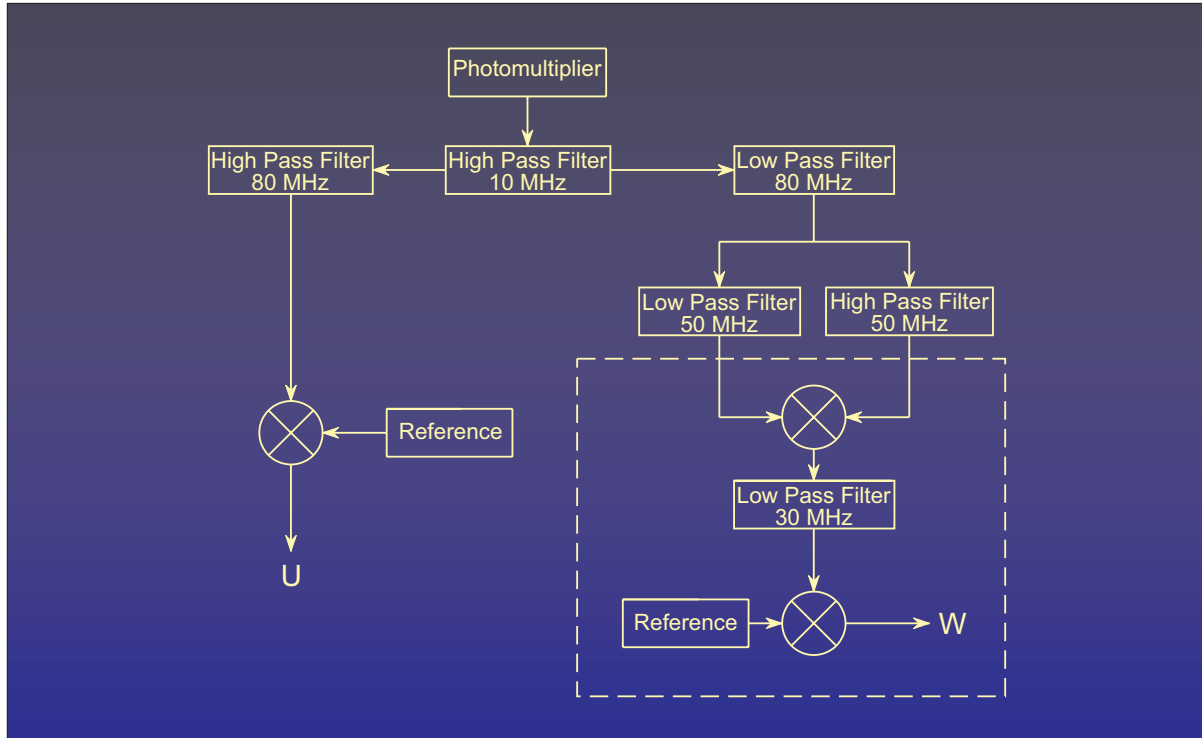 Photomultiplier
High Pass Filter
80 MHz
High Pass Filter
10 MHz
Low Pass Filter
80 MHz
Low Pass Filter
50 MHz
High Pass Filter
50 MHz
Reference
Low Pass Filter
30 MHz
U
Reference
W